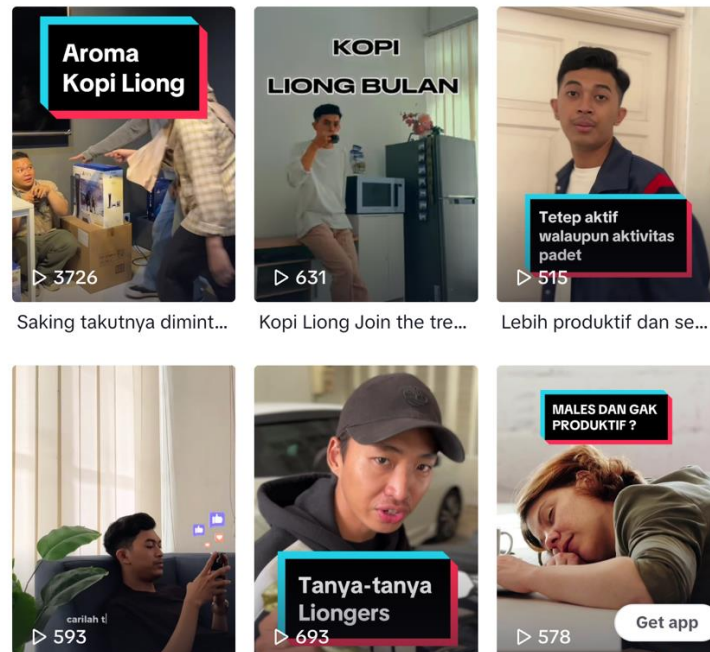 Aroma
Kopi Liong
3726
Saking takutnya dimint...
KOPI
LIONG BULAN
631
Kopi Liong Join the tre...
Tetep aktif
walaupun aktivitas
padet
515
Lebih produktif dan se...
carilah t
593
Tanya-tanya
Liongers
693
MALES DAN GAK
PRODUKTIF ?
578
Get app